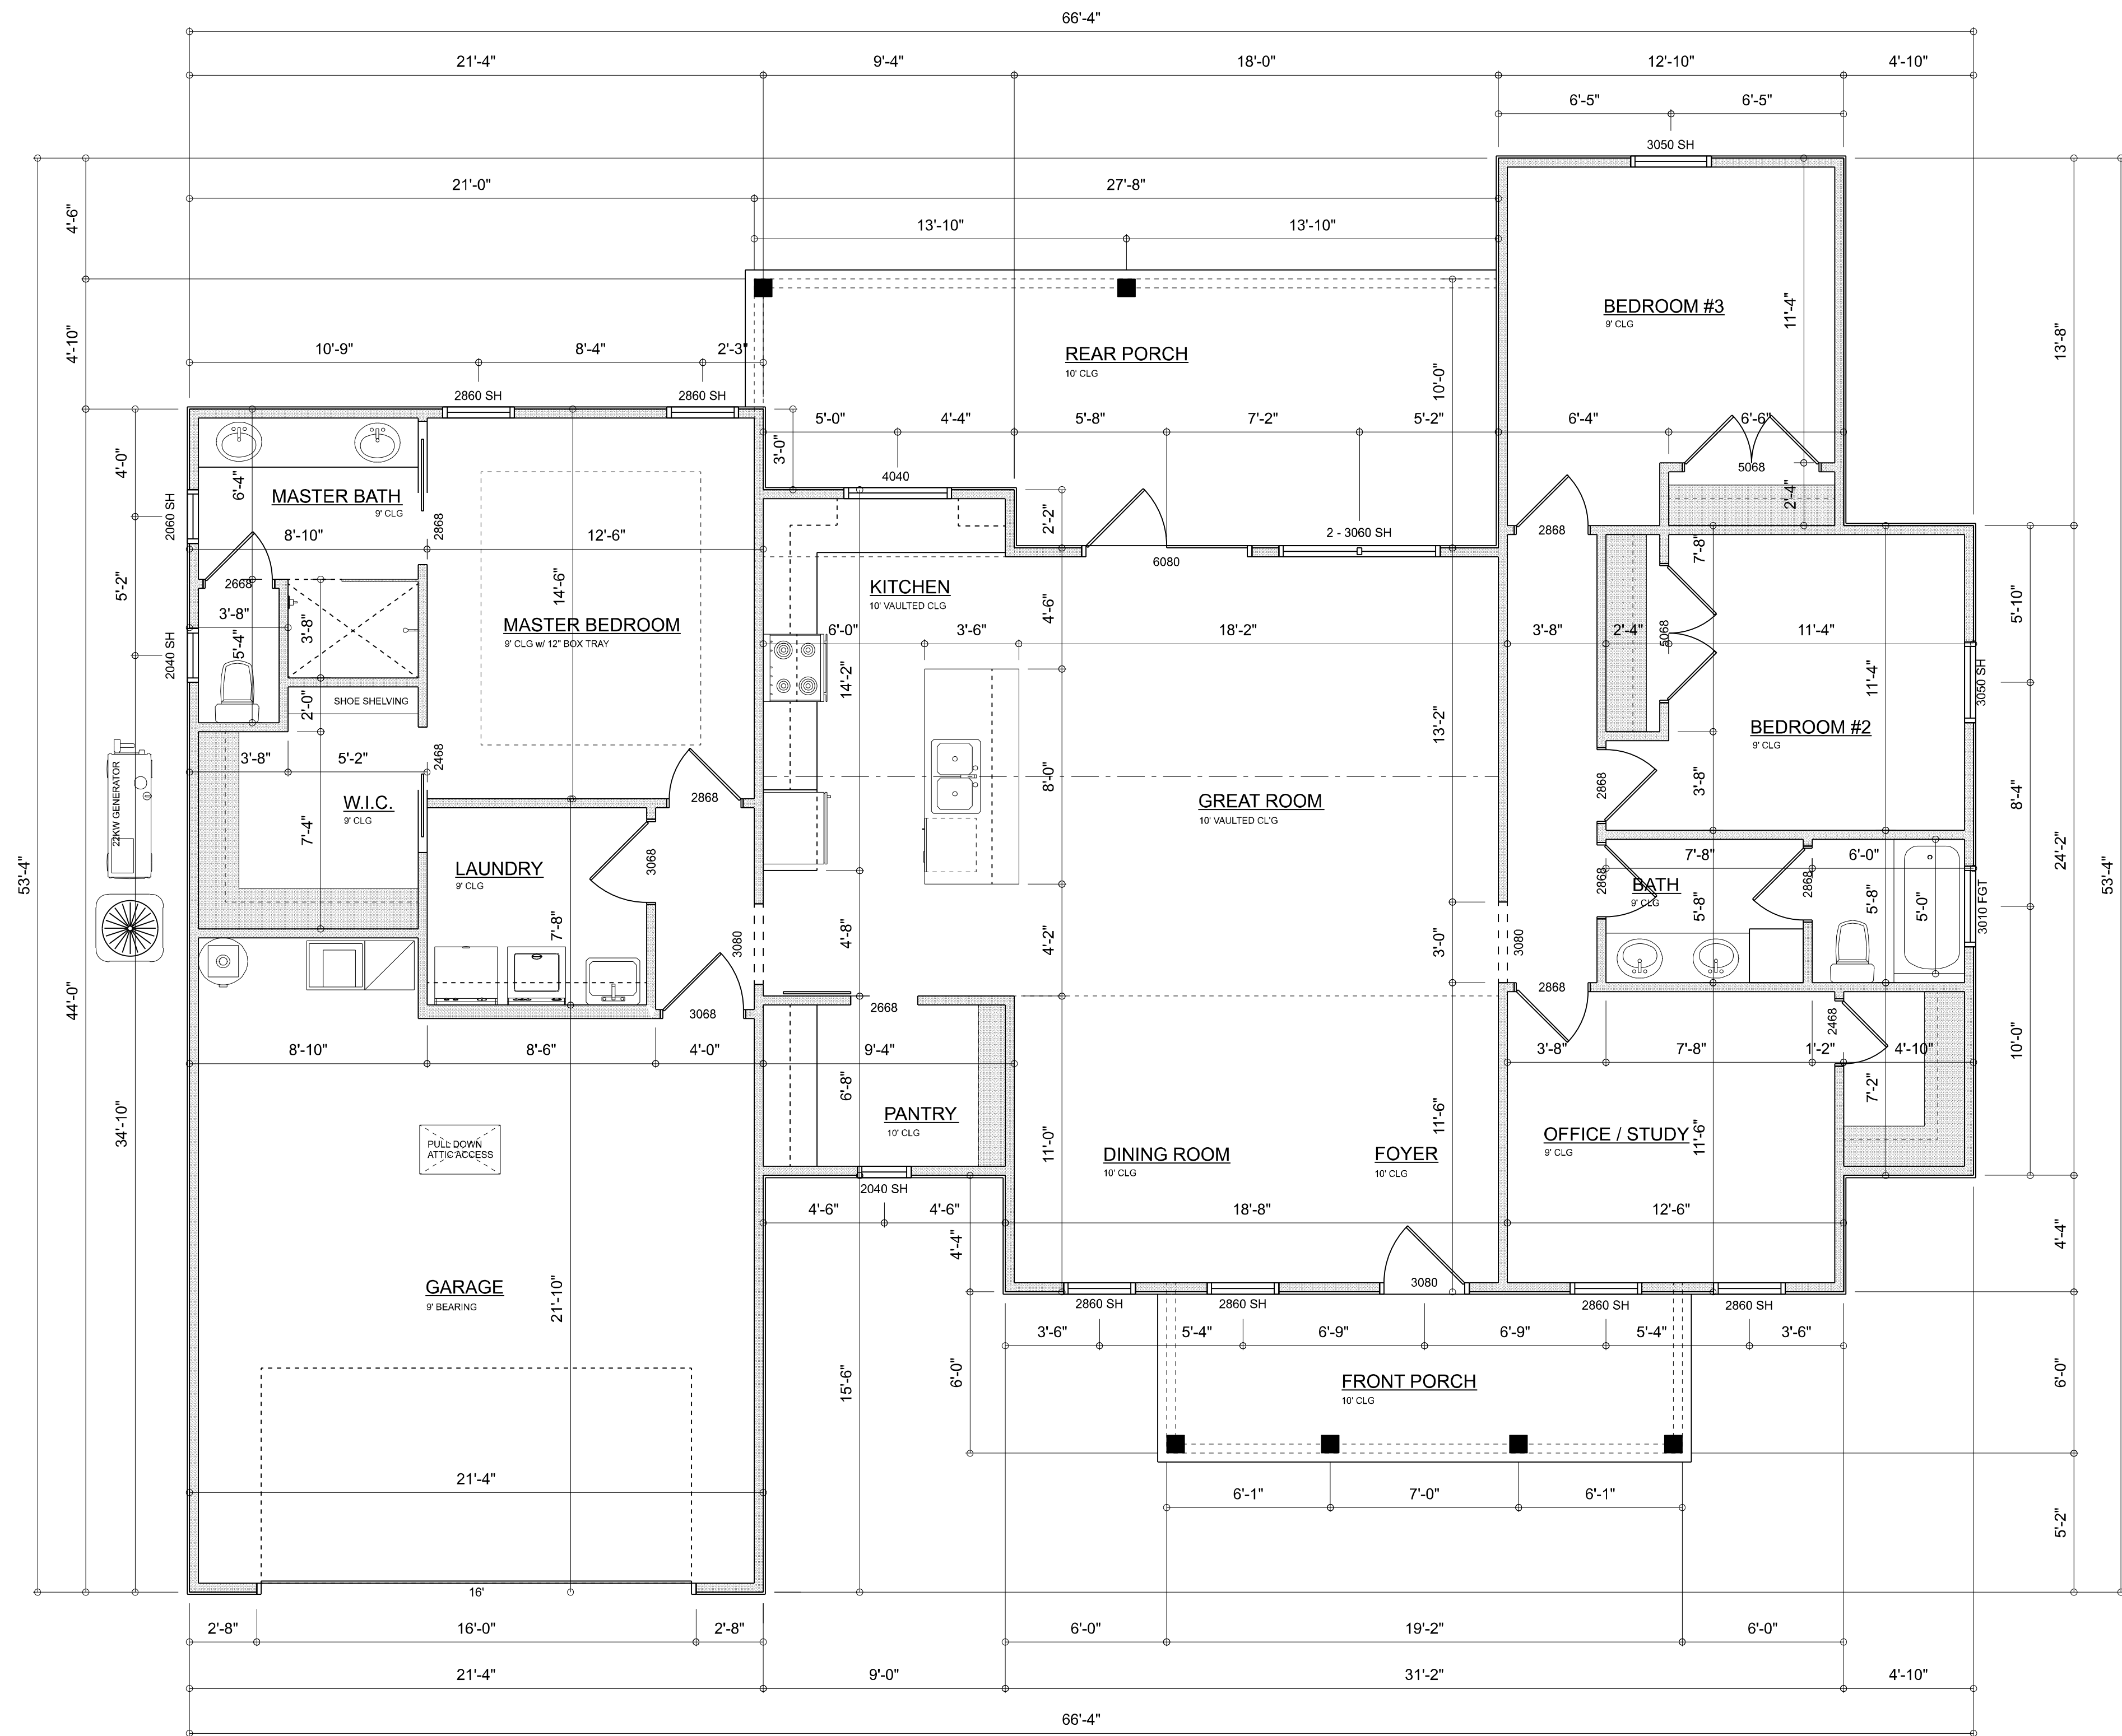 66'-4"
21'-4" 9'-4" 18'-0" 12'-10" 4'-10"
6'-5" 6'-5"
3050 SH
21'-0" 27'-8"
4'-6"
13'-10" 13'-10"
BEDROOM #3
9' CLG
11'-4"
13'-8"
4'-10"
10'-9" 8'-4" 2'-3"
REAR PORCH
10' CLG
10'-0"
2860 SH 2860 SH
5'-0" 4'-4" 5'-8" 7'-2" 5'-2" 6'-4" 6'-6"
3'-0"
4'-0"
5068
4040
2'-4"
6'-4"
MASTER BATH
9' CLG
2060 SH
2868
2'-2"
8'-10" 12'-6"
2 - 3060 SH
2868
6080
7'-8"
5'-2"
2668
14'-6"
KITCHEN
10' VAULTED CLG
4'-6"
5'-10"
3'-8"
3'-8"
5'-4"
2040 SH
MASTER BEDROOM
9' CLG w/ 12" BOX TRAY
6'-0" 3'-6" 18'-2" 3'-8" 2'-4" 11'-4"
5068
14'-2"
11'-4"
3050 SH
2'-0"
SHOE SHELVING
13'-2"
BEDROOM #2
9' CLG
3'-8" 5'-2"
2468
22KW GENERATOR
8'-0"
2868
3'-8"
8'-4"
W.I.C.
9' CLG
2868
GREAT ROOM
10' VAULTED CL'G
7'-4"
53'-4"
LAUNDRY
9' CLG
3068
7'-8" 6'-0"
24'-2"
53'-4"
2868
BATH
9' CLG
2868
5'-8"
5'-8"
5'-0"
3010 FGT
7'-8"
3080
4'-8"
4'-2"
3'-0"
3080
44'-0"
3068
2668
2868
2468
8'-10" 8'-6" 4'-0" 9'-4" 3'-8" 7'-8" 1'-2" 4'-10"
10'-0"
6'-8"
7'-2"
34'-10"
PULL DOWN
ATTIC ACCESS
PANTRY
10' CLG
11'-0"
11'-6"
DINING ROOM
10' CLG
FOYER
10' CLG
OFFICE / STUDY
9' CLG
11'-6"
2040 SH
4'-6" 4'-6" 18'-8" 12'-6"
4'-4"
4'-4"
GARAGE
9' BEARING
21'-10"
3080
2860 SH 2860 SH 2860 SH 2860 SH
3'-6" 5'-4" 6'-9" 6'-9" 5'-4" 3'-6"
15'-6"
6'-0"
6'-0"
FRONT PORCH
10' CLG
21'-4"
6'-1" 7'-0" 6'-1"
5'-2"
16'
2'-8" 16'-0" 2'-8" 6'-0" 19'-2" 6'-0"
21'-4" 9'-0" 31'-2" 4'-10"
66'-4"